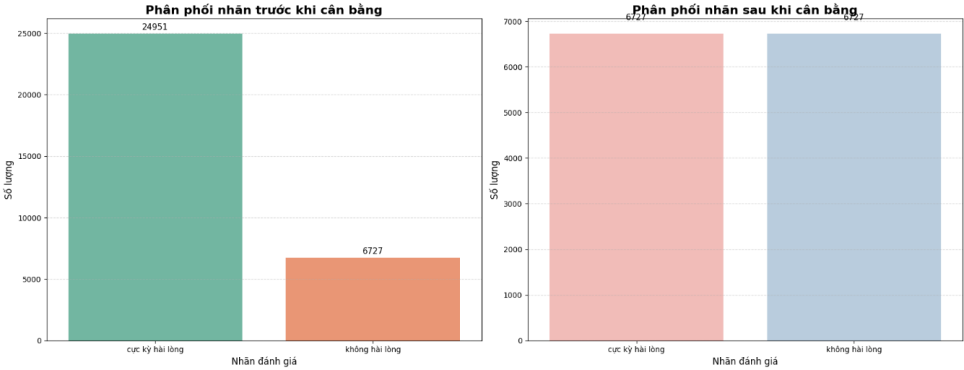 Phân phối nhãn trước khi cân bằng
24951
25000
20000
15000
10000
5000
0
6727
Số lượng
cực kỳ hài lòng
không hài lòng
Nhãn đánh giá
Phân phối nhãn sau khi cân bằng
6727
6727
7000
6000
5000
4000
3000
2000
1000
0
Số lượng
cực kỳ hài lòng
không hài lòng
Nhãn đánh giá